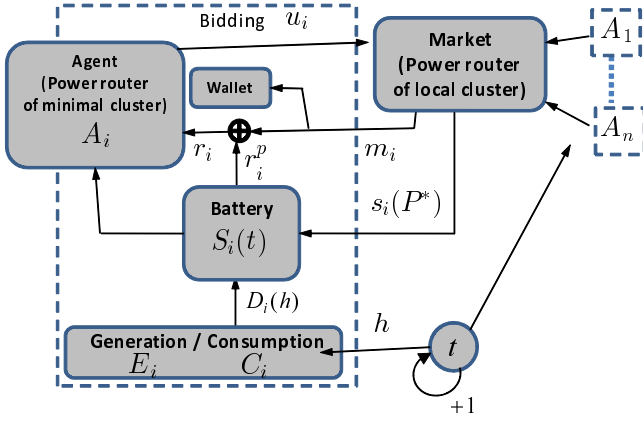 Bidding u_i
Agent
(Power router
of minimal cluster)
A_i
Wallet
Market
(Power router
of local cluster)
A_1
A_n
r_i
r_i^p
m_i
s_i(P*)
Battery
S_i(t)
D_i(h)
Generation / Consumption
E_i C_i
h
t
+1